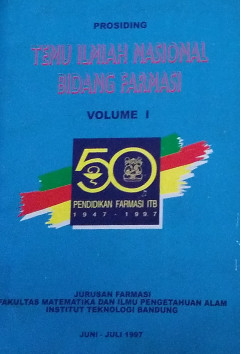 PROSIDING
TEMU ILMIAH NASIONAL
BIDANG FARMASI
VOLUME I
50
PENDIDIKAN FARMASI ITB
1947 - 1997
JURUSAN FARMASI
FAKULTAS MATEMATIKA DAN ILMU PENGETAHUAN ALAM
INSTITUT TEKNOLOGI BANDUNG
JUNI - JULI 1997